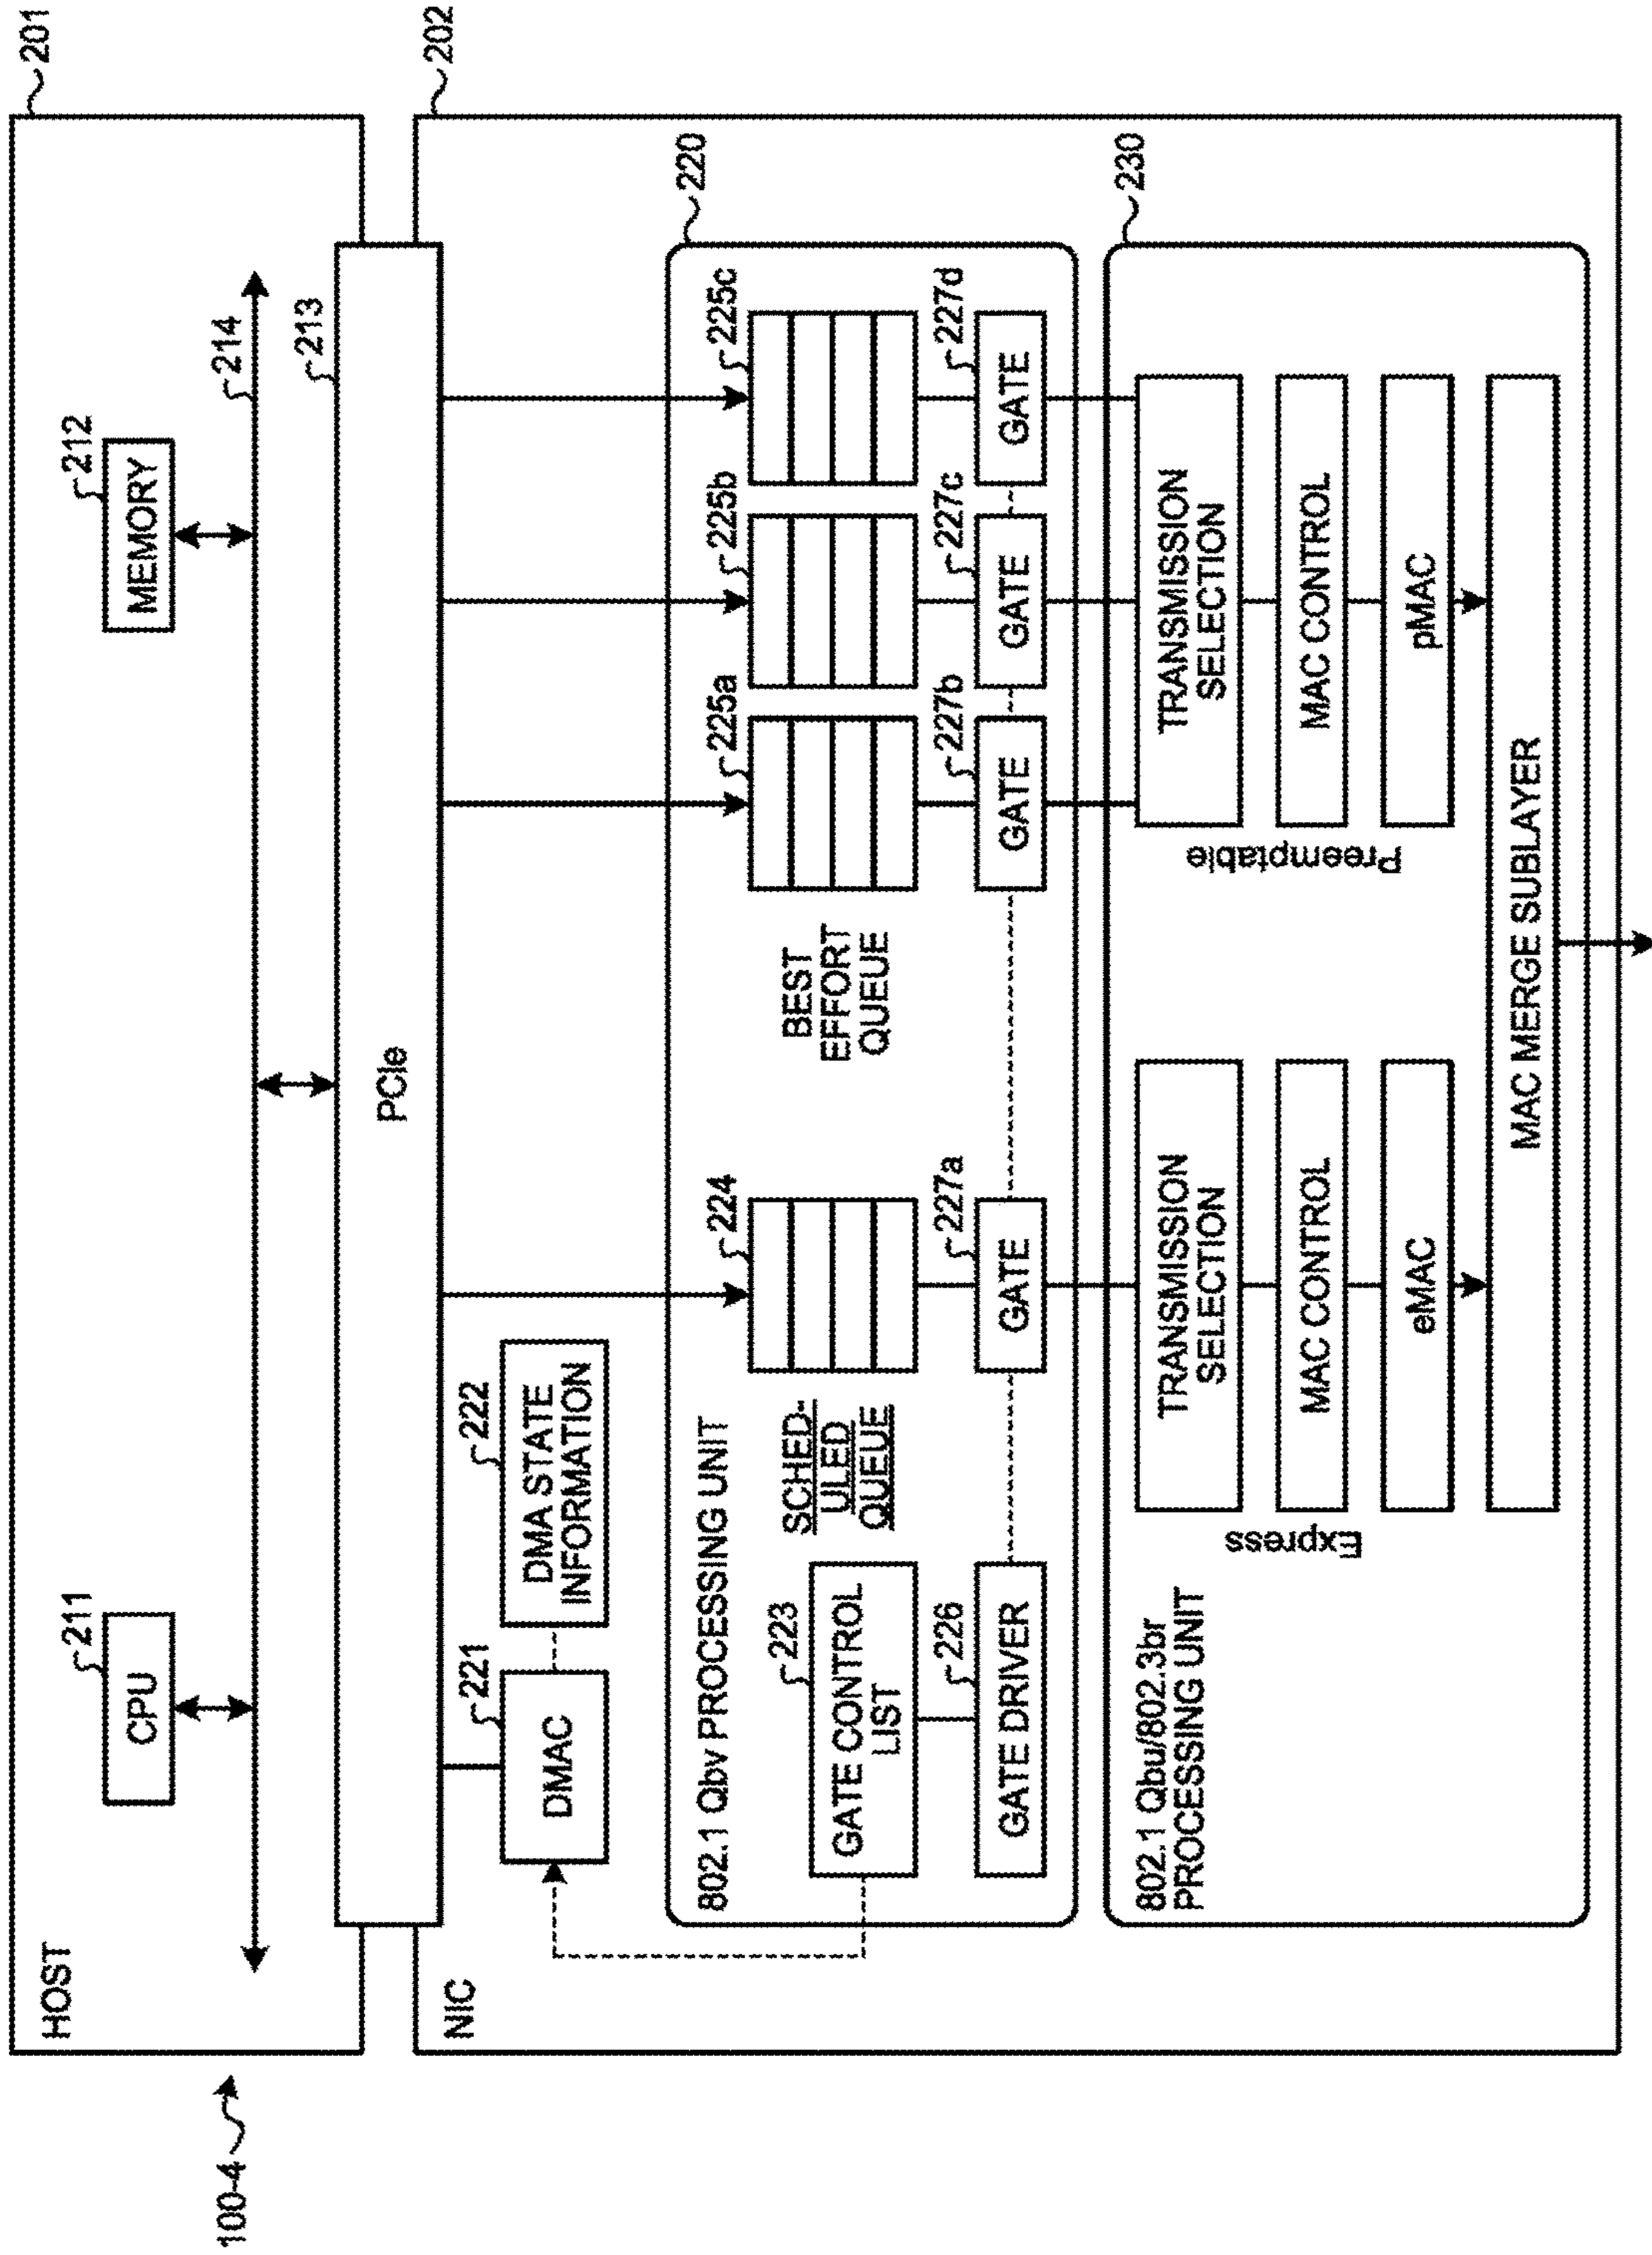 100-4
201
HOST
211
CPU
212
MEMORY
214
213
PCIe
202
NIC
221
DMAC
222
DMA STATE
INFORMATION
220
802.1 Qbv PROCESSING UNIT
223
GATE CONTROL
LIST
SCHED-
ULED
QUEUE
224
BEST
EFFORT
QUEUE
225a
225b
225c
226
GATE DRIVER
227a
GATE
227b
GATE
227c
GATE
227d
GATE
230
802.1 Qbu/802.3br
PROCESSING UNIT
Express
TRANSMISSION
SELECTION
MAC CONTROL
eMAC
Preemptable
TRANSMISSION
SELECTION
MAC CONTROL
pMAC
MAC MERGE SUBLAYER